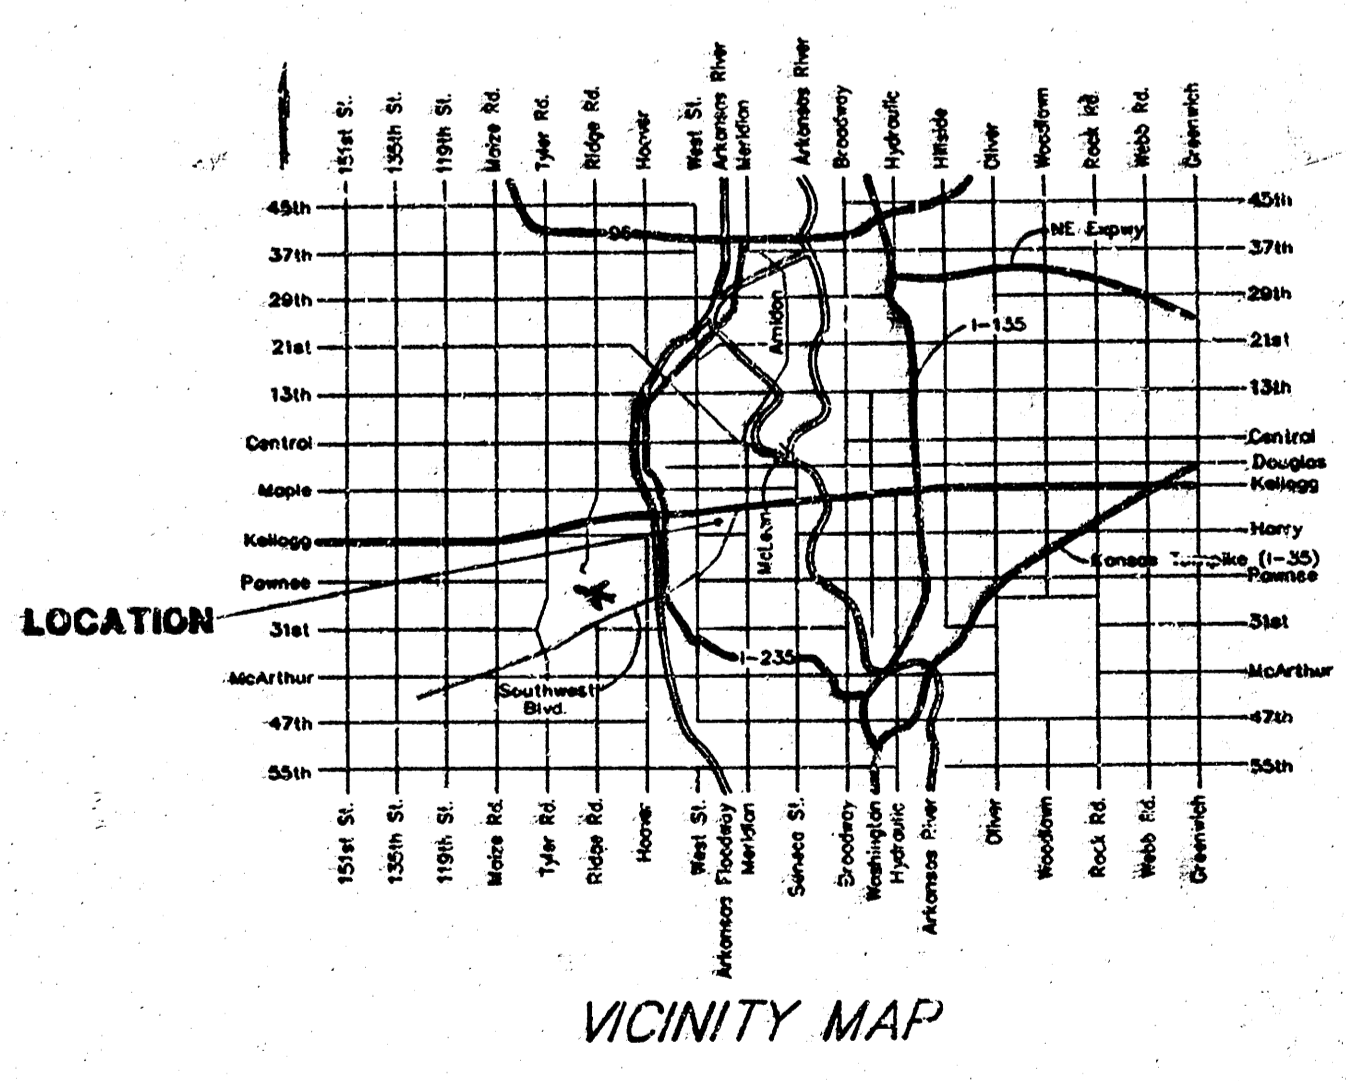 151st St.
135th St.
119th St.
Maize Rd.
Tyler Rd.
Ridge Rd.
Hoover
West St.
Arkansas River
Meridian
Arkansas River
Broadway
Hydraulic
Hillside
Oliver
Woodlawn
Rock Rd.
Webb Rd.
Greenwich
45th
37th
29th
21st
13th
Central
Maple
Kellogg
Pawnee
31st
McArthur
47th
55th
45th
37th
29th
21st
13th
Central
Douglas
Kellogg
Harry
Kansas Turnpike (I-35)
Pawnee
31st
McArthur
47th
55th
96
NE Expwy
I-135
Amidon
McLean
I-235
Southwest
Blvd.
LOCATION
151st St.
135th St.
119th St.
Maize Rd.
Tyler Rd.
Ridge Rd.
Hoover
West St.
Arkansas Floodway
Meridian
Seneca St.
Broadway
Washington
Hydraulic
Arkansas River
Oliver
Woodlawn
Rock Rd.
Webb Rd.
Greenwich
VICINITY MAP